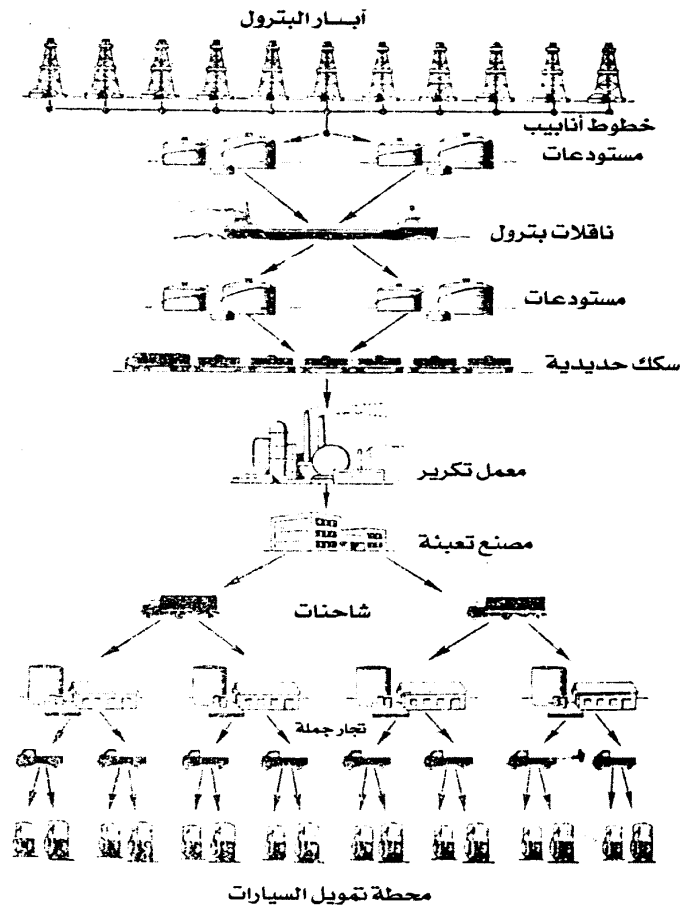 أبسار البترول
خطوط أنابيب
مستودعات
ناقلات بترول
مستودعات
سكك حديدية
معمل تكرير
مصنع تعبئة
شاحنات
تجار جملة
محطة تمويل السيارات